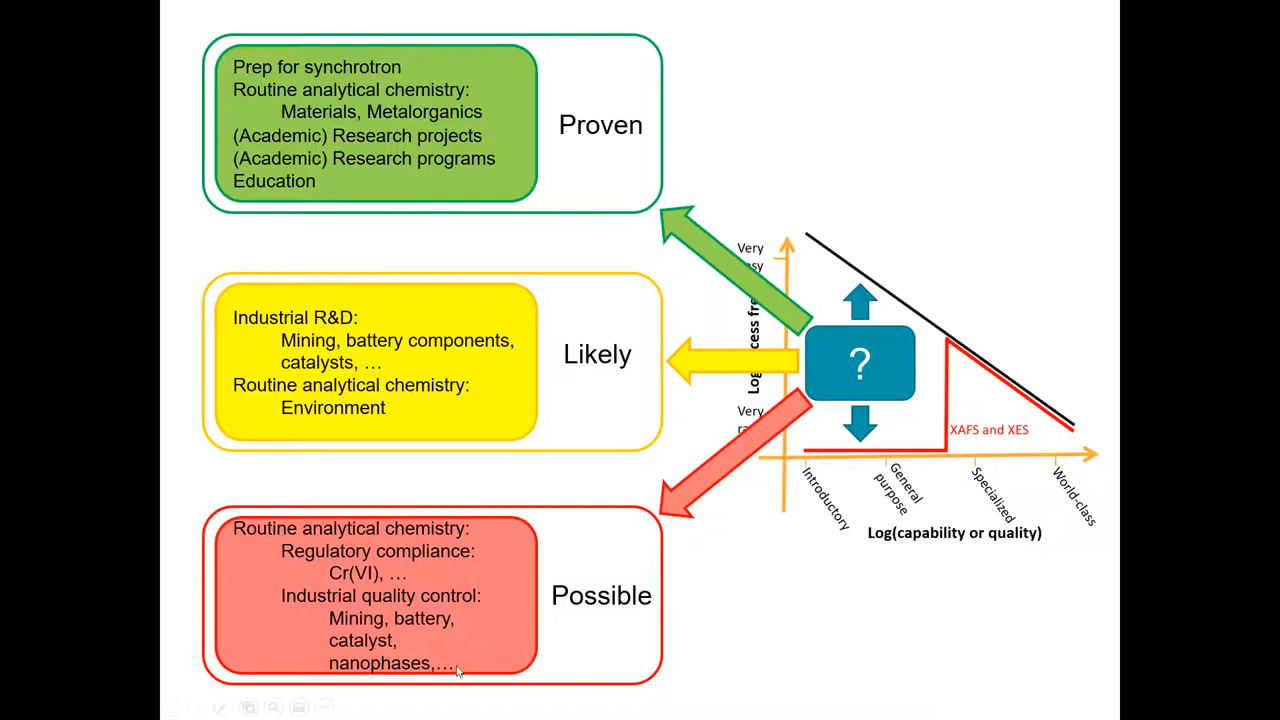 Prep for synchrotron
Routine analytical chemistry:
Materials, Metalorganics
(Academic) Research projects
(Academic) Research programs
Education
Proven
Industrial R&D:
Mining, battery components,
catalysts, …
Routine analytical chemistry:
Environment
Likely
Routine analytical chemistry:
Regulatory compliance:
Cr(VI), …
Industrial quality control:
Mining, battery,
catalyst,
nanophases,…
Possible
Very
?
Very
XAFS and XES
Introductory
General
purpose
Specialized
World-class
Log(capability or quality)